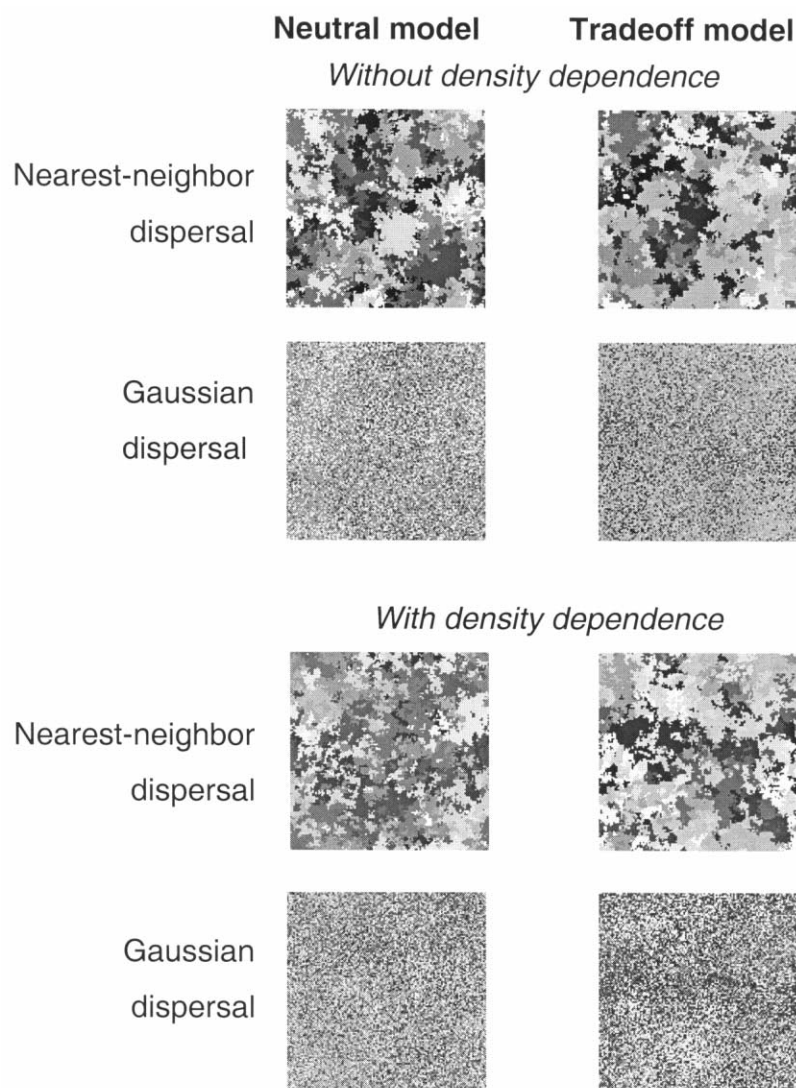 Neutral model Tradeoff model
Without density dependence
Nearest-neighbor
dispersal
Gaussian
dispersal
With density dependence
Nearest-neighbor
dispersal
Gaussian
dispersal